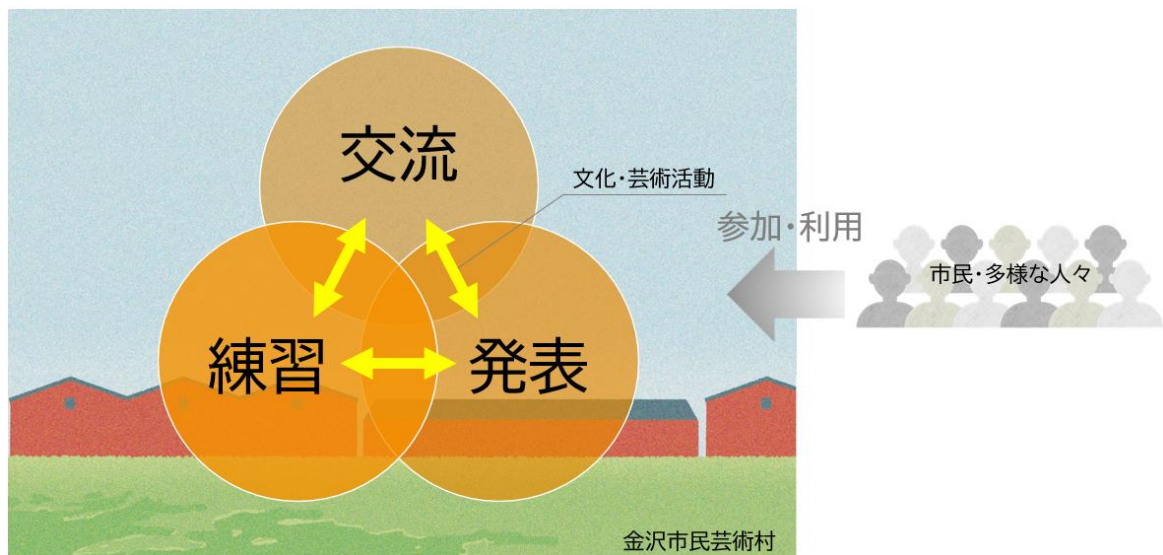 交流
文化・芸術活動
参加・利用
市民・多様な人々
練習
発表
金沢市民芸術村